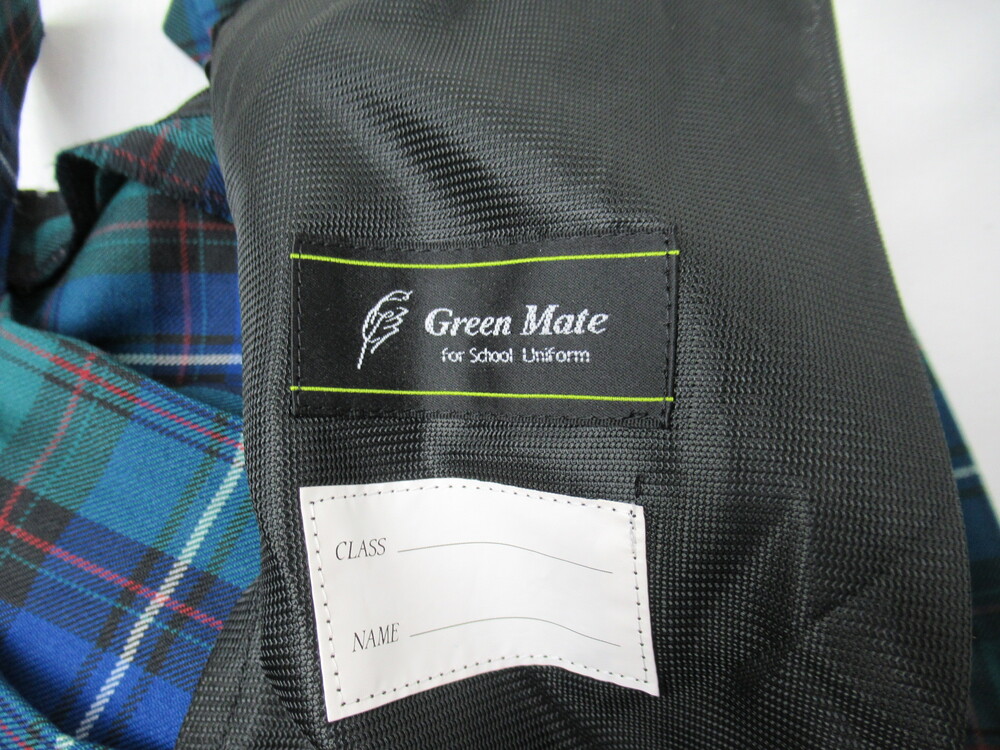 Green Mate
for School Uniform
CLASS
NAME